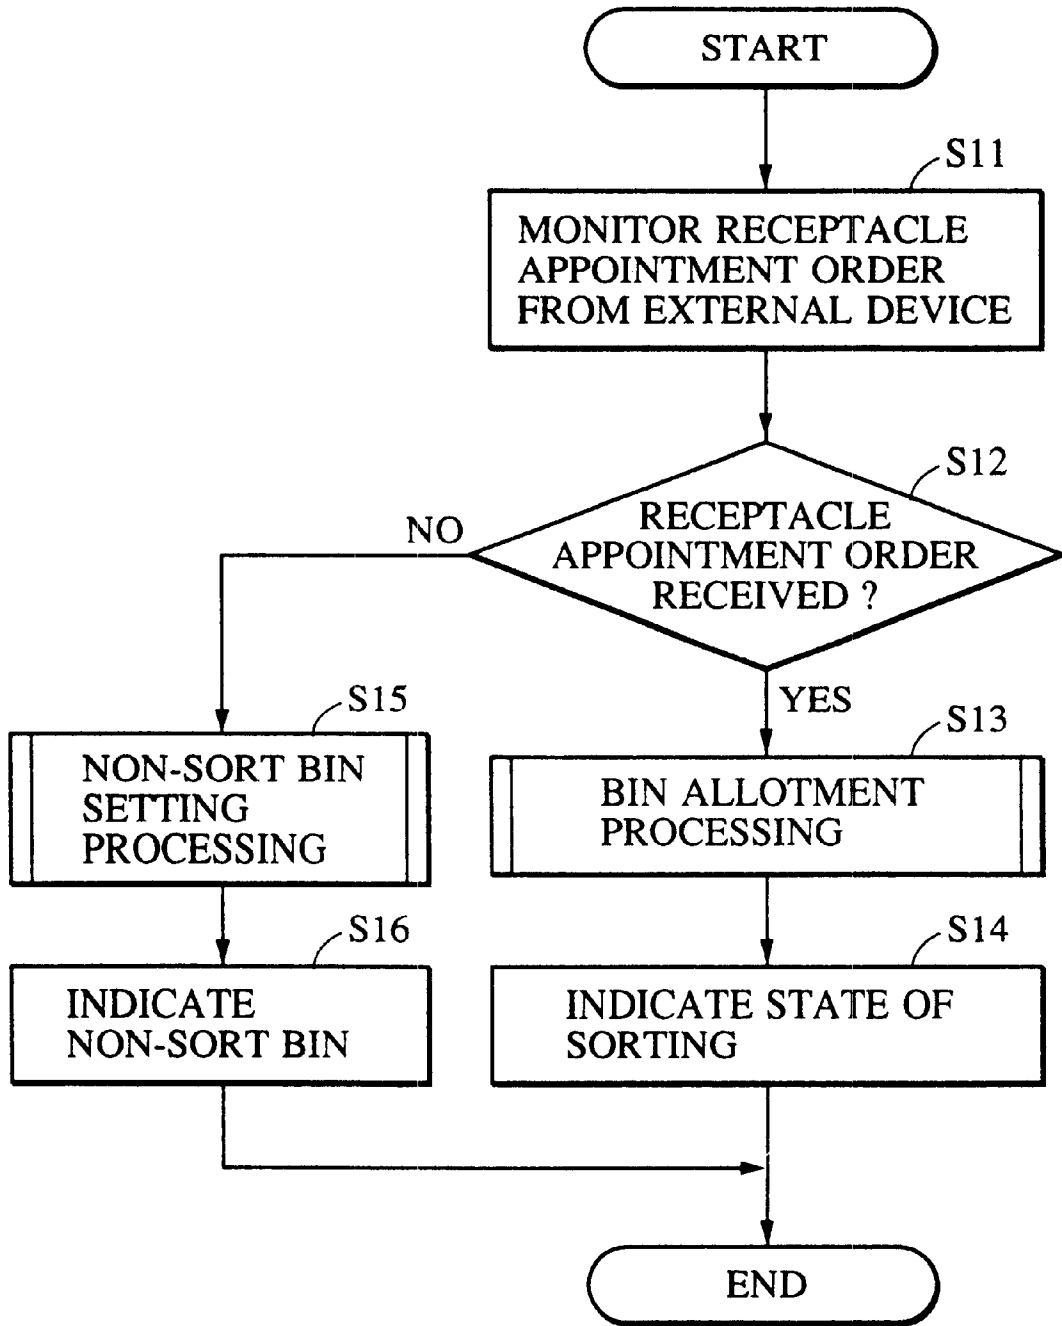 START
S11
MONITOR RECEPTACLE
APPOINTMENT ORDER
FROM EXTERNAL DEVICE
S12
RECEPTACLE
APPOINTMENT ORDER
RECEIVED ?
NO
YES
S15
NON-SORT BIN
SETTING
PROCESSING
S13
BIN ALLOTMENT
PROCESSING
S16
INDICATE
NON-SORT BIN
S14
INDICATE STATE OF
SORTING
END